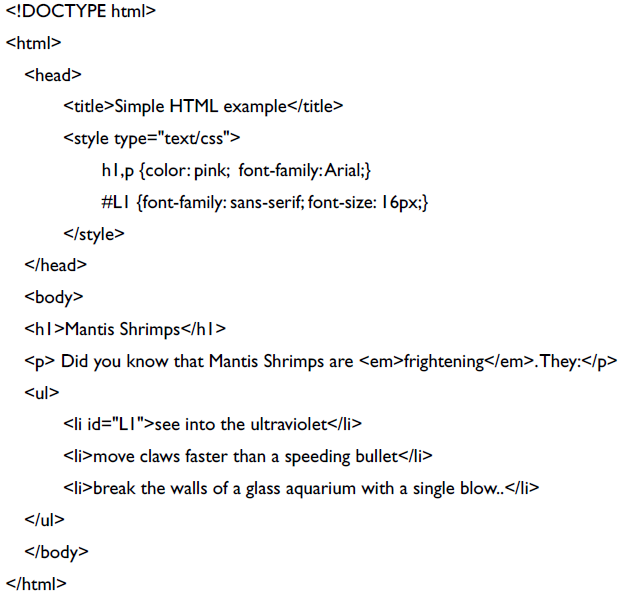 <!DOCTYPE html>
<html>
<head>
<title>Simple HTML example</title>
<style type="text/css">
h1,p {color: pink;  font-family: Arial;}
#L1 {font-family: sans-serif; font-size: 16px;}
</style>
</head>
<body>
<h1>Mantis Shrimps</h1>
<p> Did you know that Mantis Shrimps are <em>frightening</em>. They:</p>
<ul>
<li id="L1">see into the ultraviolet</li>
<li>move claws faster than a speeding bullet</li>
<li>break the walls of a glass aquarium with a single blow..</li>
</ul>
</body>
</html>